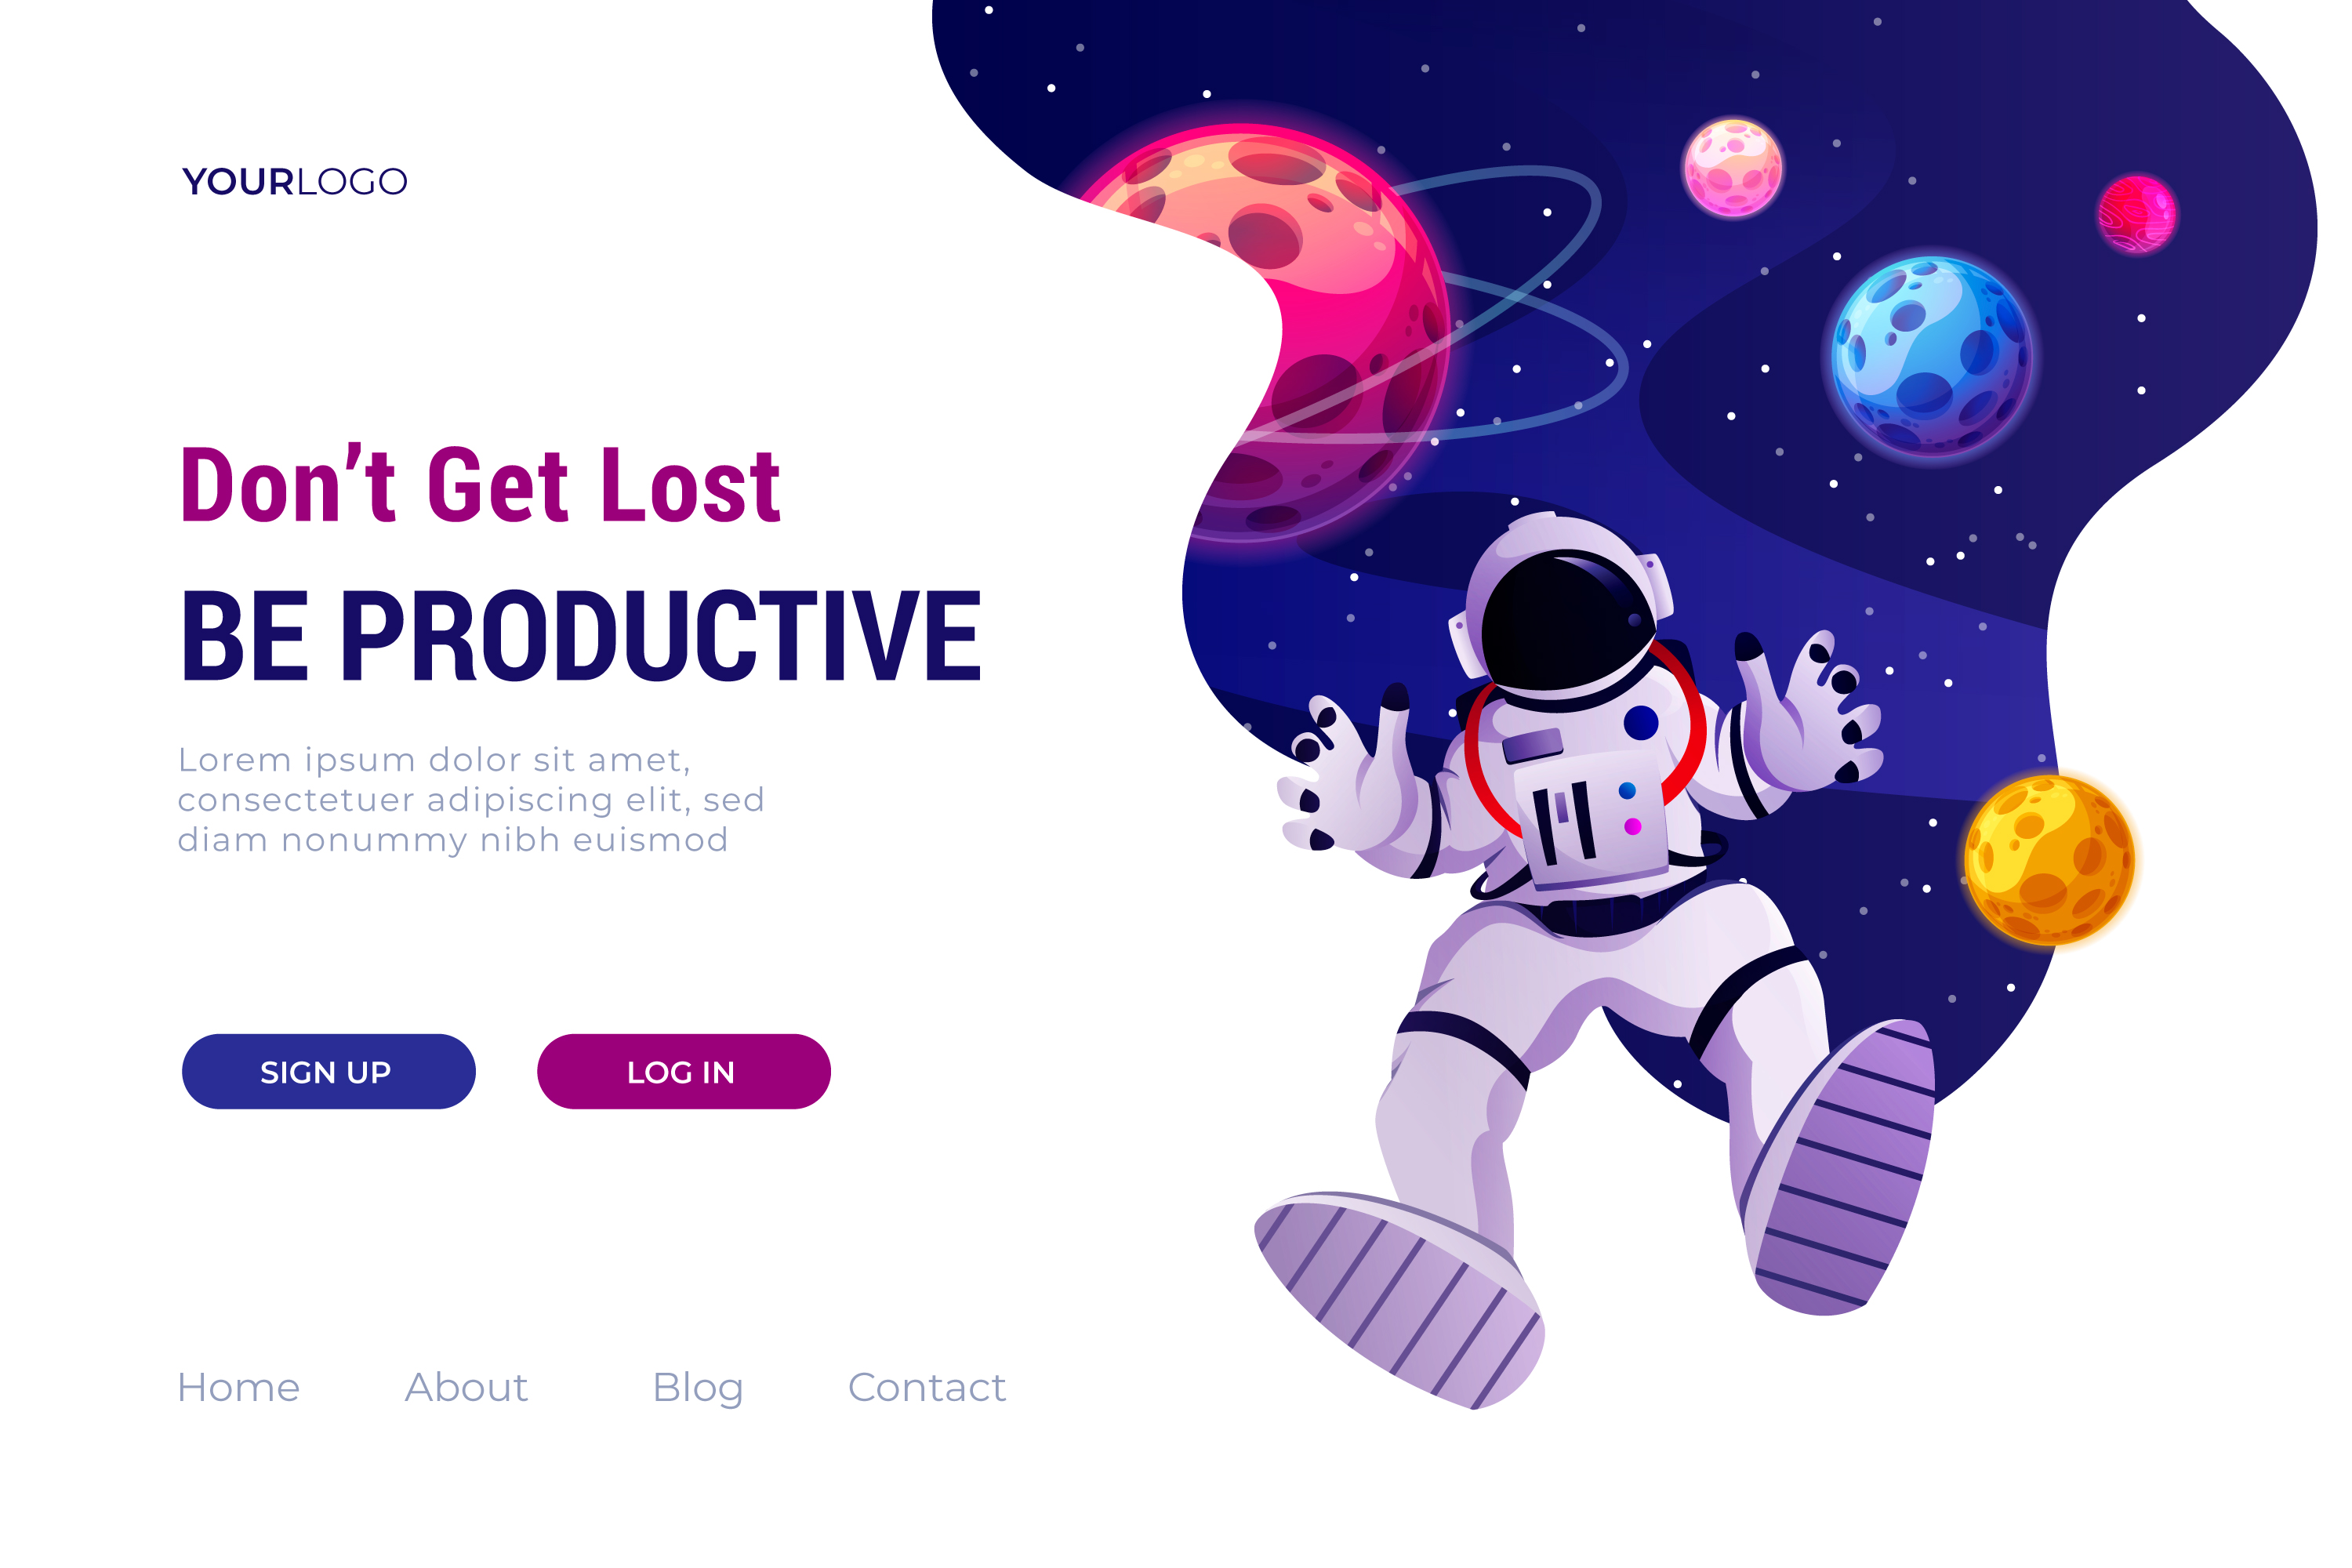 YOURLOGO
Don’t Get Lost
BE PRODUCTIVE
Lorem ipsum dolor sit amet,
consectetuer adipiscing elit, sed
diam nonummy nibh euismod
SIGN UP
LOG IN
Home
About
Blog
Contact